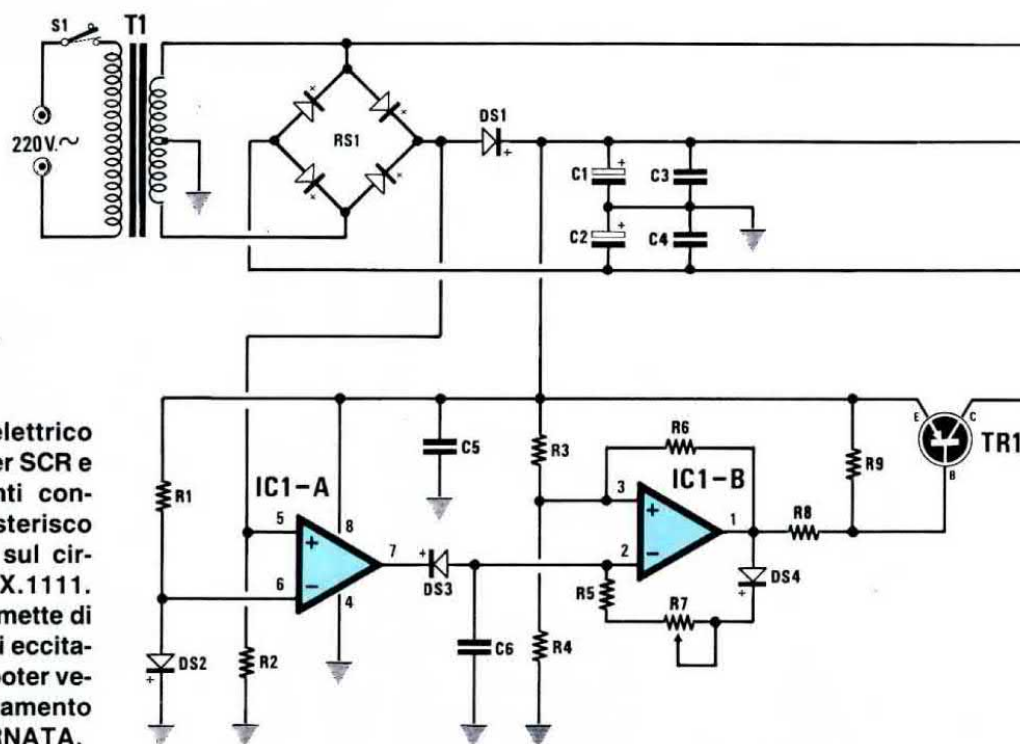 S1
T1
220V.~
RS1
DS1
+
C1
+
C3
C2
+
C4
elettrico
er SCR e
nti con-
sterisco
sul cir-
X.1111.
mette di
i eccita-
oter ve-
amento
RNATA.
R1
DS2
+
R2
5
6
+
−
IC1-A
8
4
7
C5
+
DS3
C6
R3
R4
R6
IC1-B
3
2
+
−
1
R5
R7
DS4
+
R8
R9
E
C
B
TR1